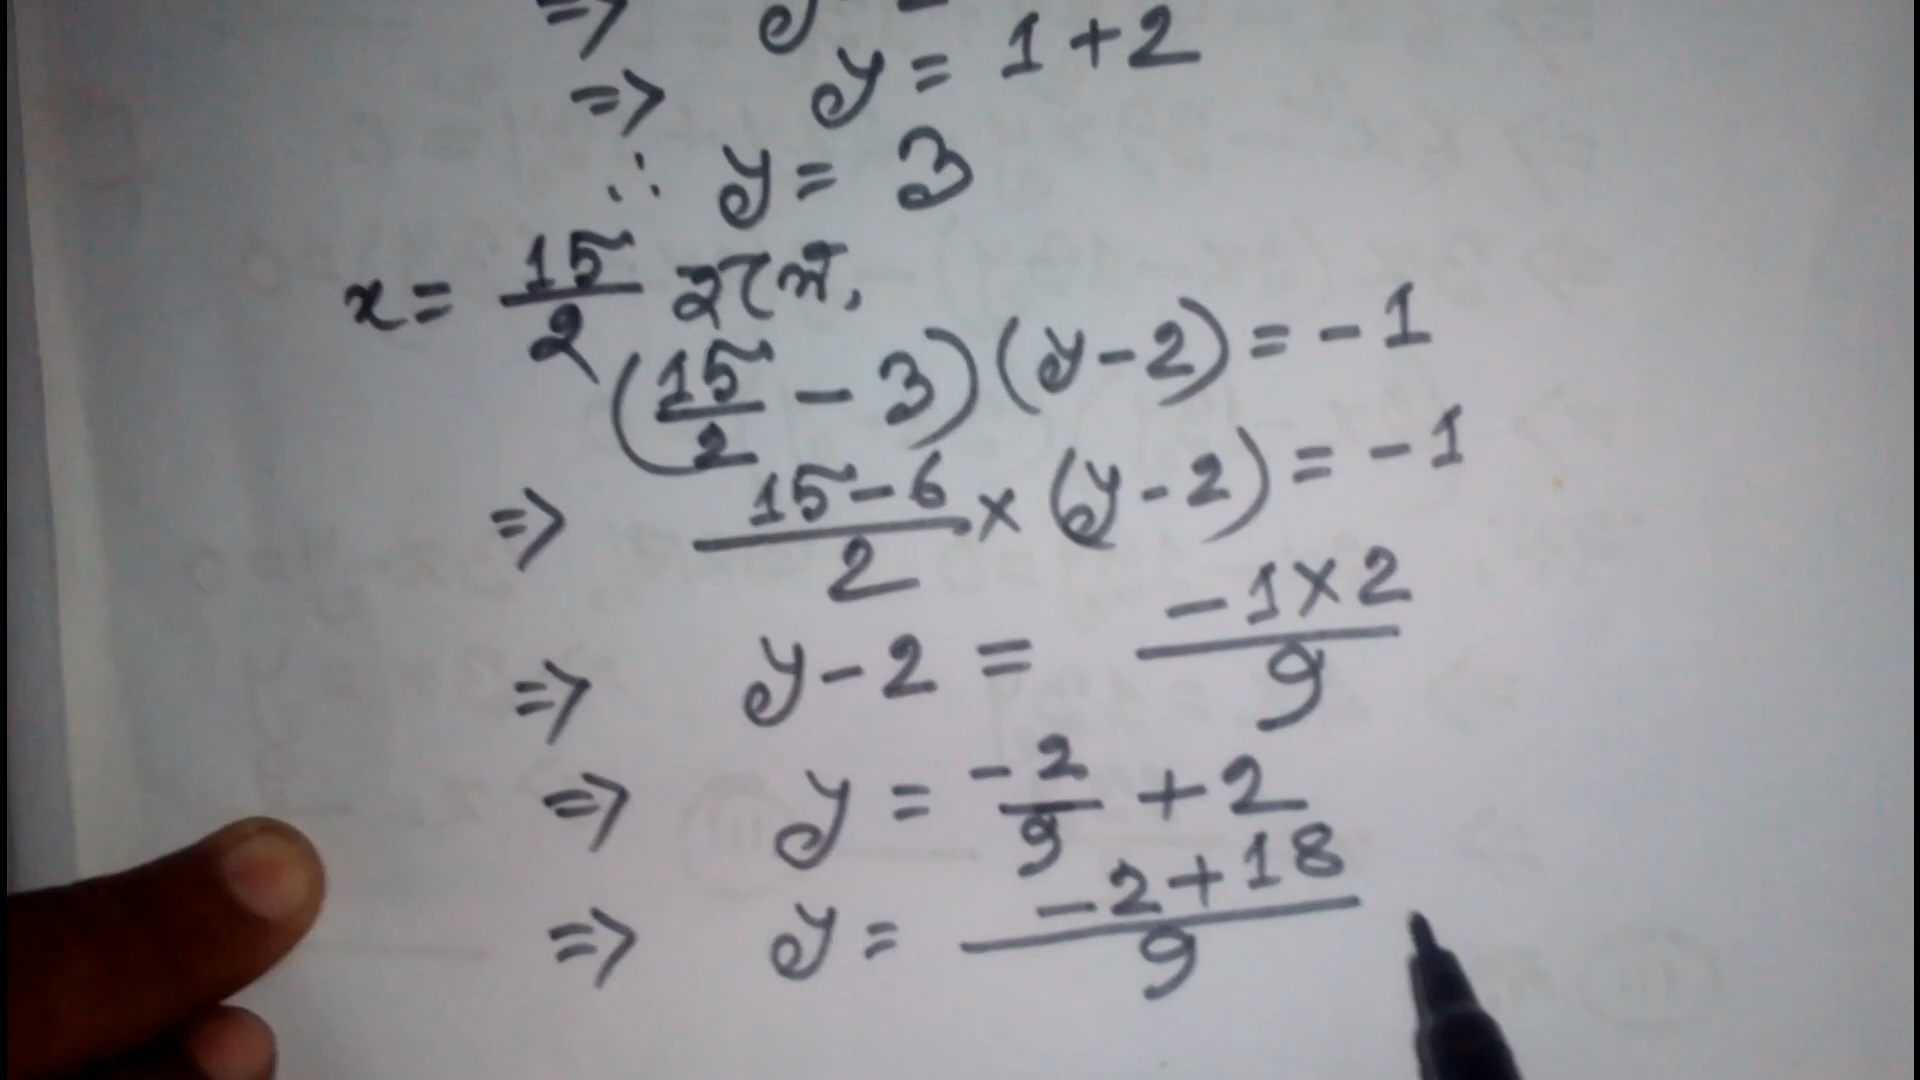 => y = 1 + 2
∴ y = 3
x = 15/2 হলে,
(15/2 - 3)(y - 2) = -1
=> 15-6/2 × (y - 2) = -1
=> y - 2 = -1×2/9
=> y = -2/9 + 2
=> y = -2+18/9